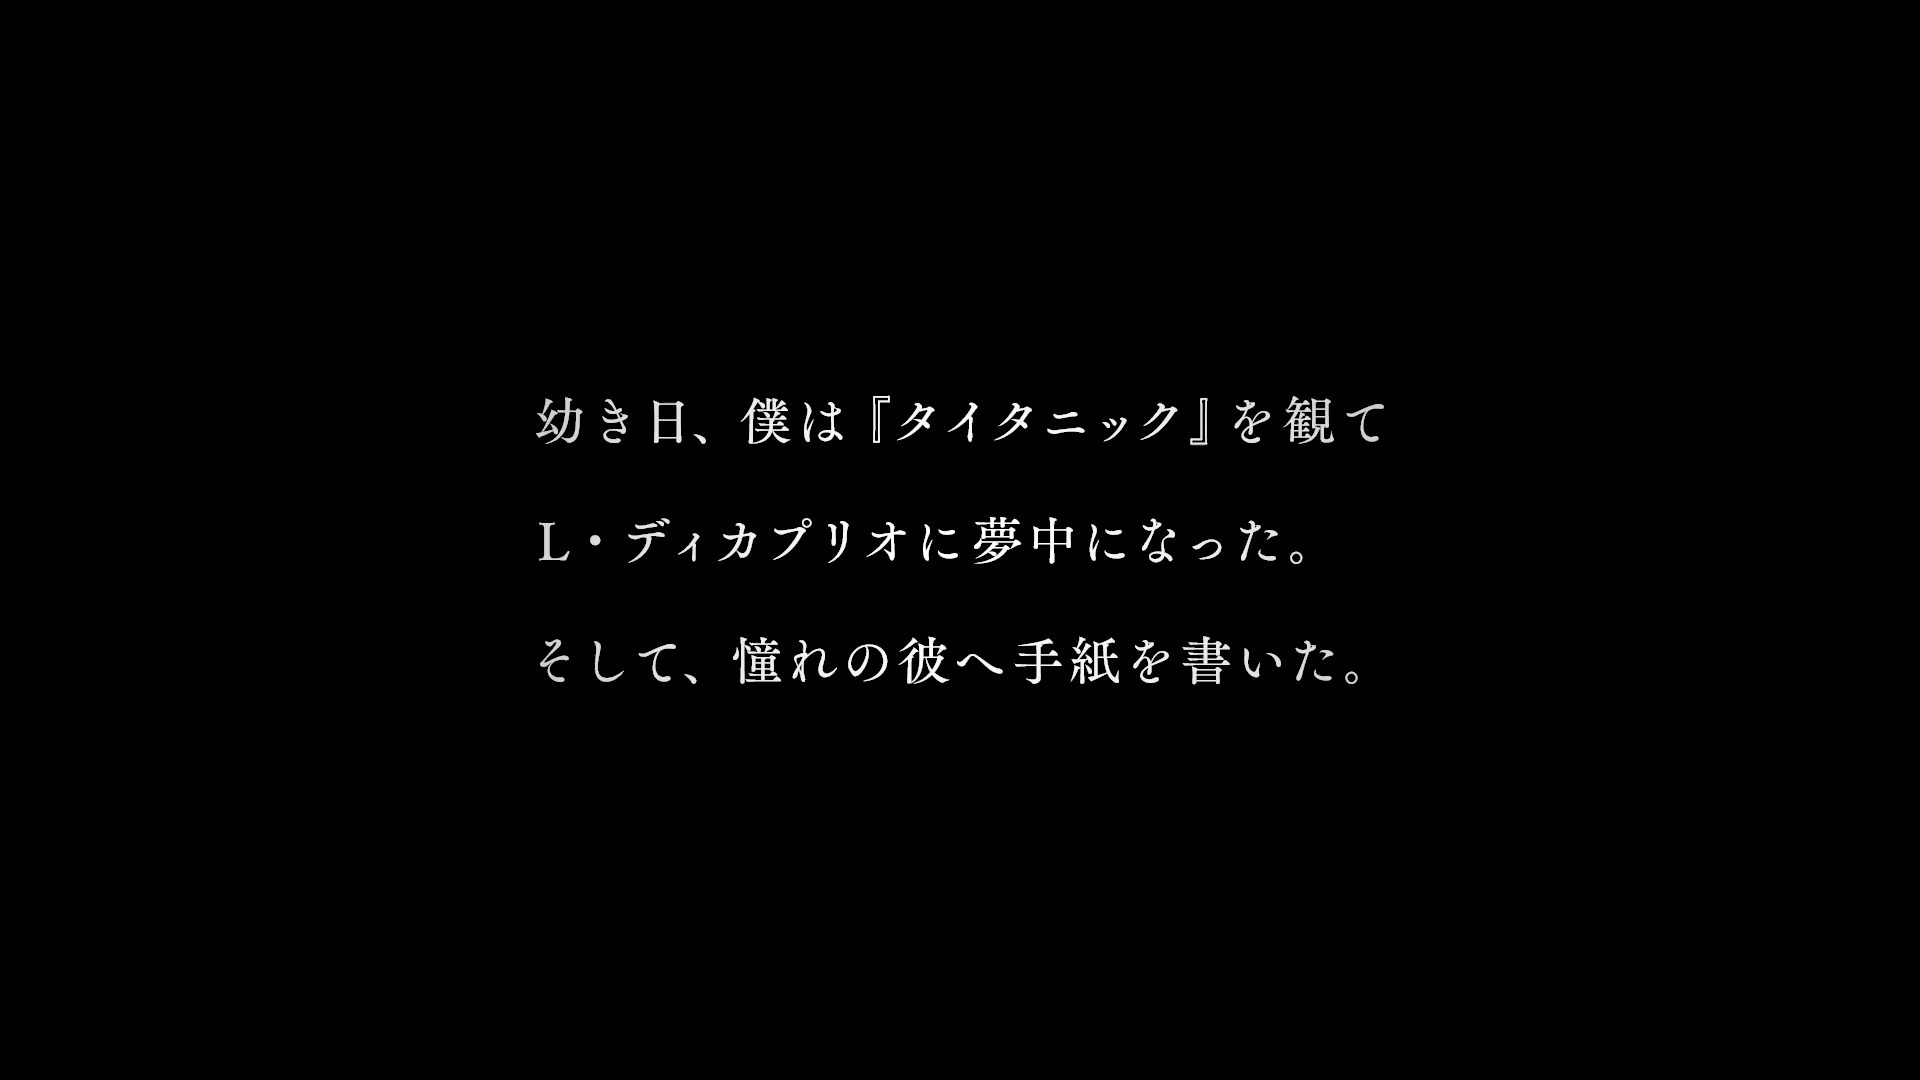 幼き日、僕は『タイタニック』を観て
L・ディカプリオに夢中になった。
そして、憧れの彼へ手紙を書いた。